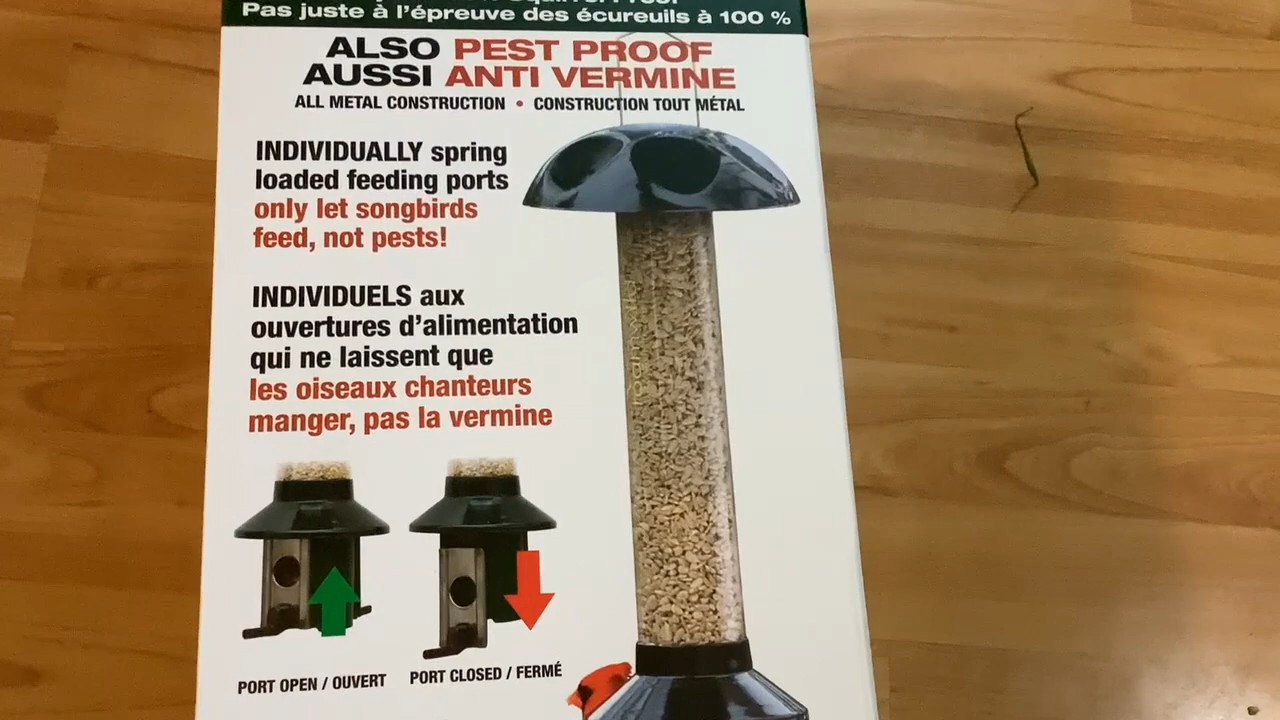 Pas juste à l'épreuve des écureuils à 100 %
ALSO PEST PROOF
AUSSI ANTI VERMINE
ALL METAL CONSTRUCTION • CONSTRUCTION TOUT MÉTAL
INDIVIDUALLY spring
loaded feeding ports
only let songbirds
feed, not pests!
INDIVIDUELS aux
ouvertures d'alimentation
qui ne laissent que
les oiseaux chanteurs
manger, pas la vermine
PORT OPEN / OUVERT
PORT CLOSED / FERMÉ